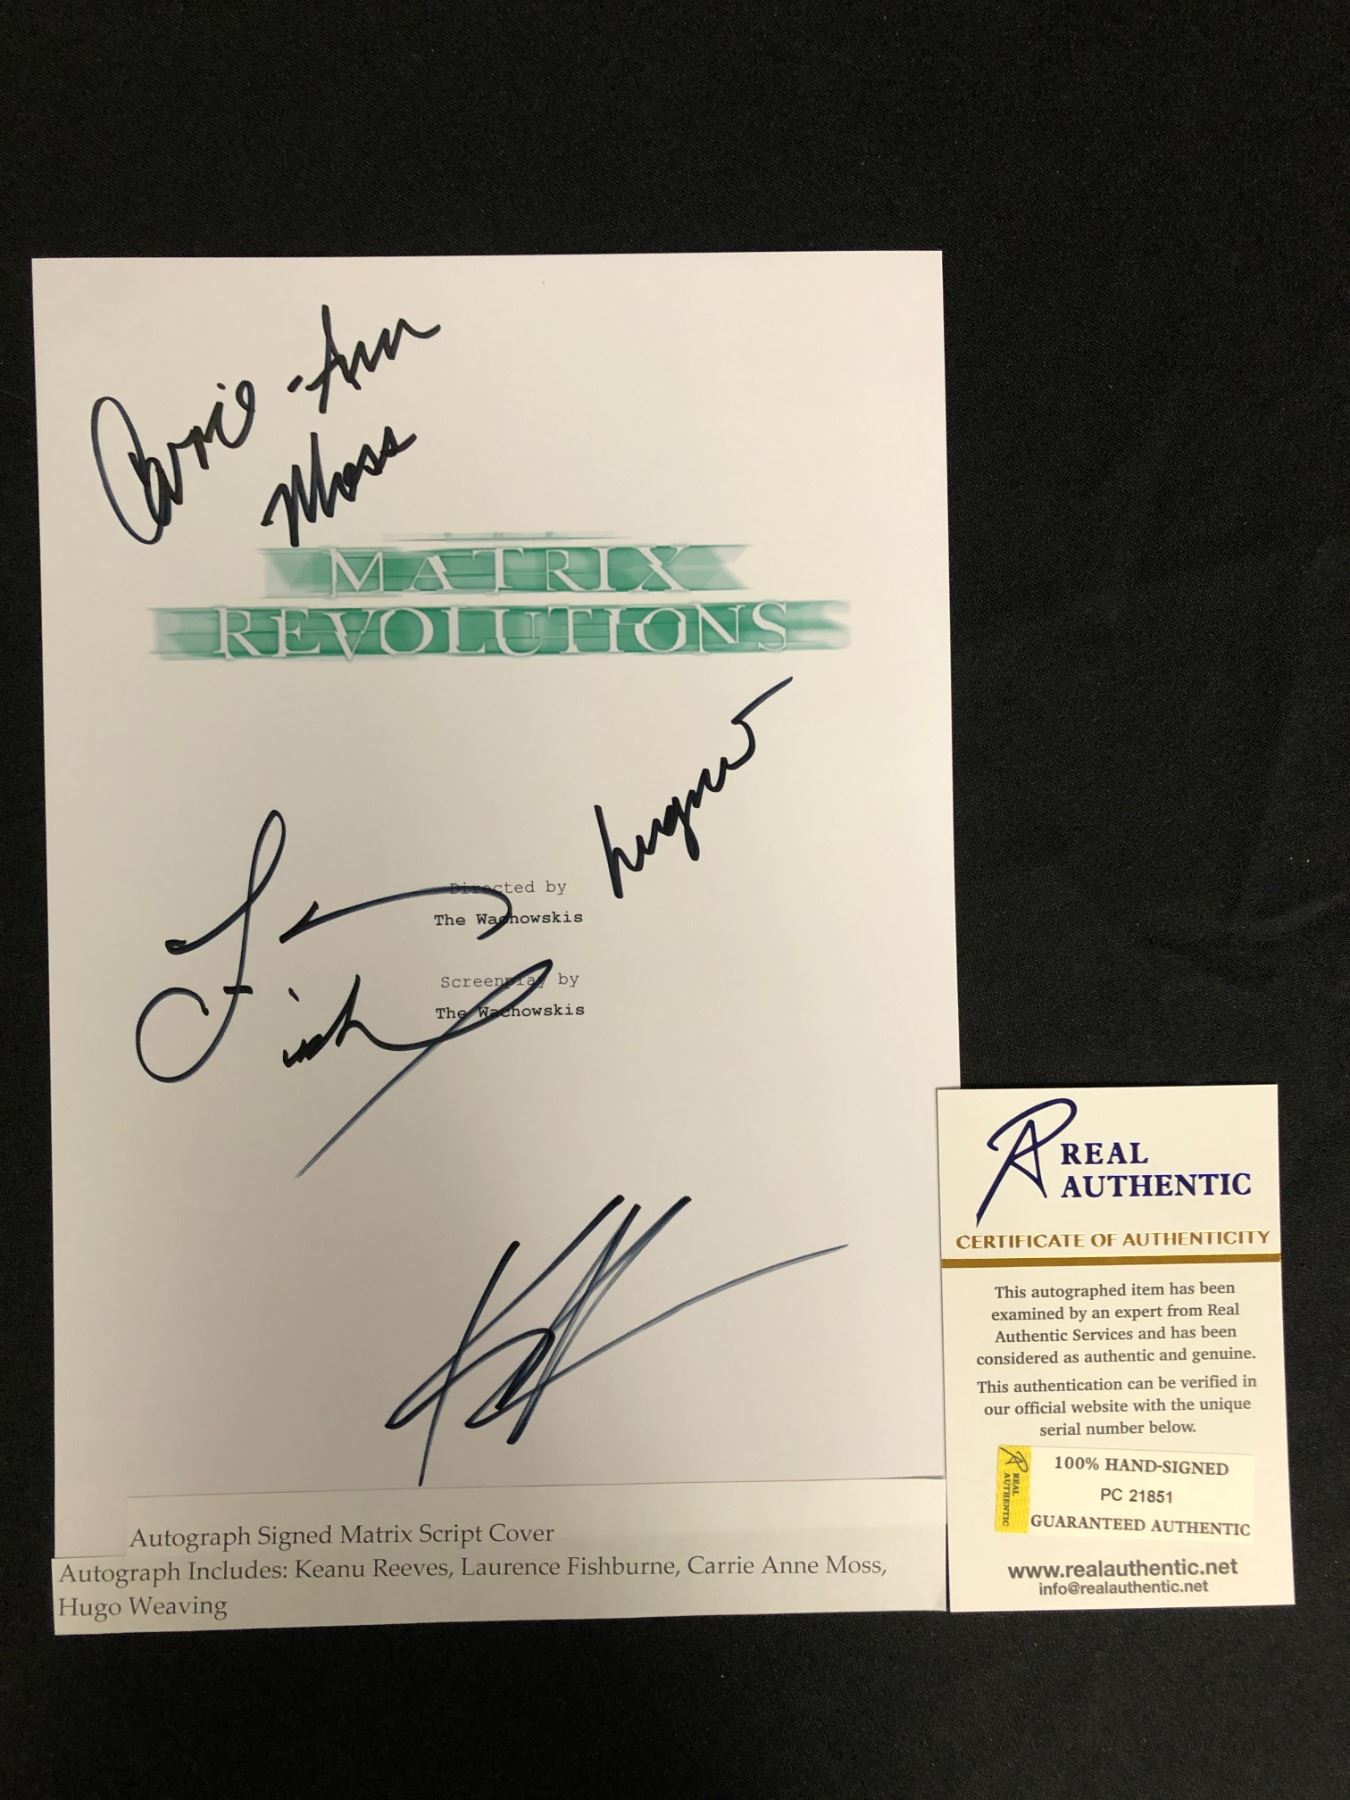 Carrie-Ann
Moss
MATRIX
REVOLUTIONS
hugow
Directed by
The Wachowskis
Screenplay by
The Wachowskis
Autograph Signed Matrix Script Cover
Autograph Includes: Keanu Reeves, Laurence Fishburne, Carrie Anne Moss,
Hugo Weaving
REAL
AUTHENTIC
CERTIFICATE OF AUTHENTICITY
This autographed item has been
examined by an expert from Real
Authentic Services and has been
considered as authentic and genuine.
This authentication can be verified in
our official website with the unique
serial number below.
REAL
AUTHENTIC
100% HAND-SIGNED
PC 21851
GUARANTEED AUTHENTIC
www.realauthentic.net
info@realauthentic.net